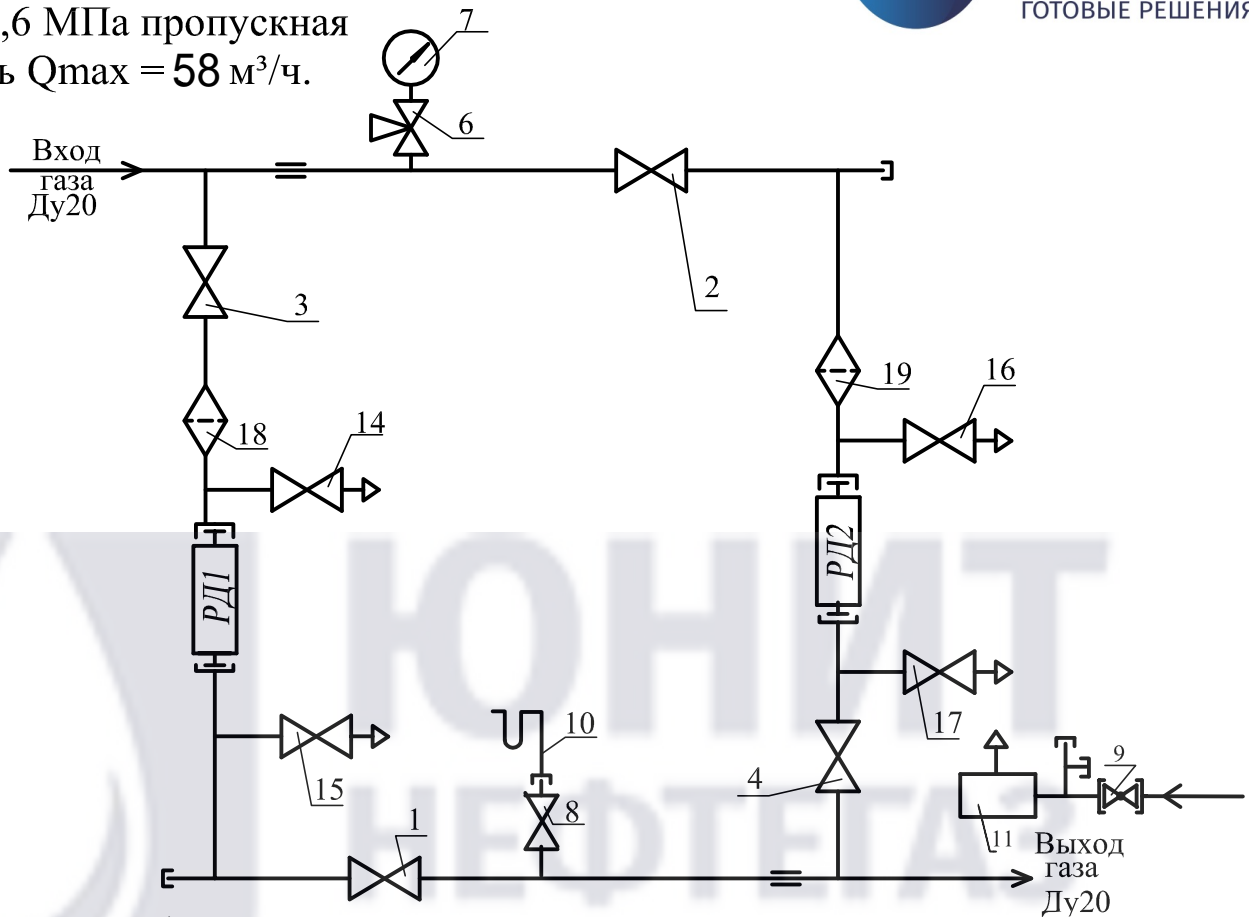 ,6 МПа пропускная
ь Qmax = 58 м³/ч.
ГОТОВЫЕ РЕШЕНИЯ
7
6
Вход
газа
Ду20
2
3
19
16
18
14
РД1
РД2
10
17
15
4
9
8
1
11
Выход
газа
Ду20
ЮНИТ
НЕФТЕГАЗ